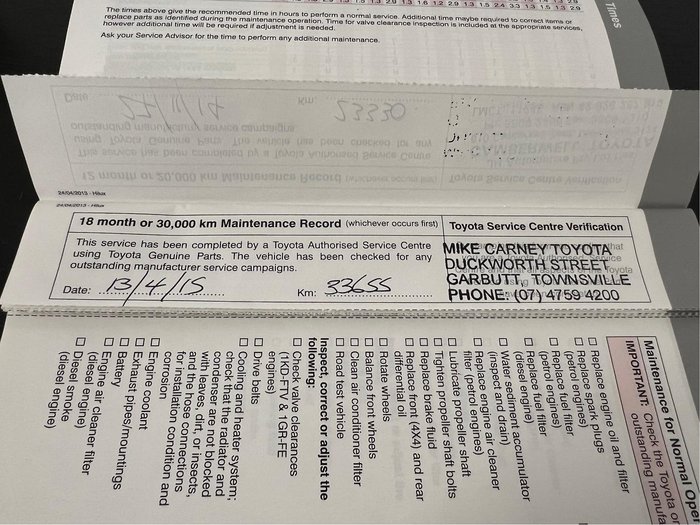 The times above give the recommended time in hours to perform a normal service. Additional time maybe required to correct items or
replace parts as identified during the maintenance operation. Time for valve clearance inspection is included at the appropriate services,
however additional time will be required if adjustment is needed.
Ask your Service Advisor for the time to perform any additional maintenance.
Times
24/04/2013 - Hilux
24/04/2013 - Hilux
18 month or 30,000 km Maintenance Record (whichever occurs first)
Toyota Service Centre Verification
This service has been completed by a Toyota Authorised Service Centre
using Toyota Genuine Parts. The vehicle has been checked for any
outstanding manufacturer service campaigns.
Date: 13/4/15 Km: 33655
MIKE CARNEY TOYOTA
DUCKWORTH STREET
GARBUTT, TOWNSVILLE
PHONE: (07) 4759 4200
Maintenance for Normal
IMPORTANT: Check the Toyota
outstanding
Replace engine oil and filter
Replace spark plugs
(petrol engines)
Replace fuel filter
(petrol engines)
Replace fuel filter
(diesel engine)
Water sediment accumulator
(inspect and drain)
Replace engine air cleaner
filter (petrol engines)
Lubricate propeller shaft
Tighten propeller shaft bolts
Replace brake fluid
Replace front (4X4) and rear
differential oil
Rotate wheels
Balance front wheels
Clean air conditioner filter
Road test vehicle
Inspect, correct or adjust the
following:
Check valve clearances
(1KD-FTV & 1GR-FE
engines)
Drive belts
Cooling and heater system;
check that the radiator and
condenser are not blocked
with leaves, dirt, or insects,
and the hose connections
for installation condition and
corrosion
Engine coolant
Exhaust pipes/mountings
Battery
Engine air cleaner filter
(diesel engine)
Diesel smoke
(diesel engine)